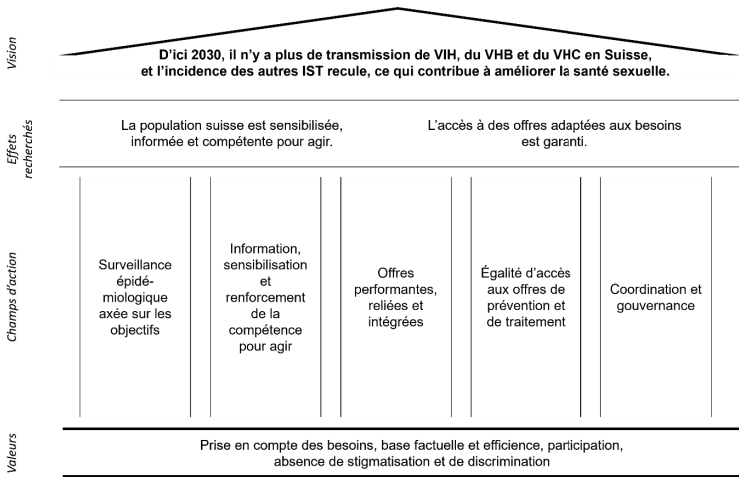 Vision
D'ici 2030, il n'y a plus de transmission de VIH, du VHB et du VHC en Suisse,
et l'incidence des autres IST recule, ce qui contribue à améliorer la santé sexuelle.
Effets
recherchés
La population suisse est sensibilisée,
informée et compétente pour agir.
L'accès à des offres adaptées aux besoins
est garanti.
Champs d'action
Surveillance
épidé-
miologique
axée sur les
objectifs
Information,
sensibilisation
et
renforcement
de la
compétence
pour agir
Offres
performantes,
reliées et
intégrées
Égalité d'accès
aux offres de
prévention et
de traitement
Coordination et
gouvernance
Valeurs
Prise en compte des besoins, base factuelle et efficience, participation,
absence de stigmatisation et de discrimination